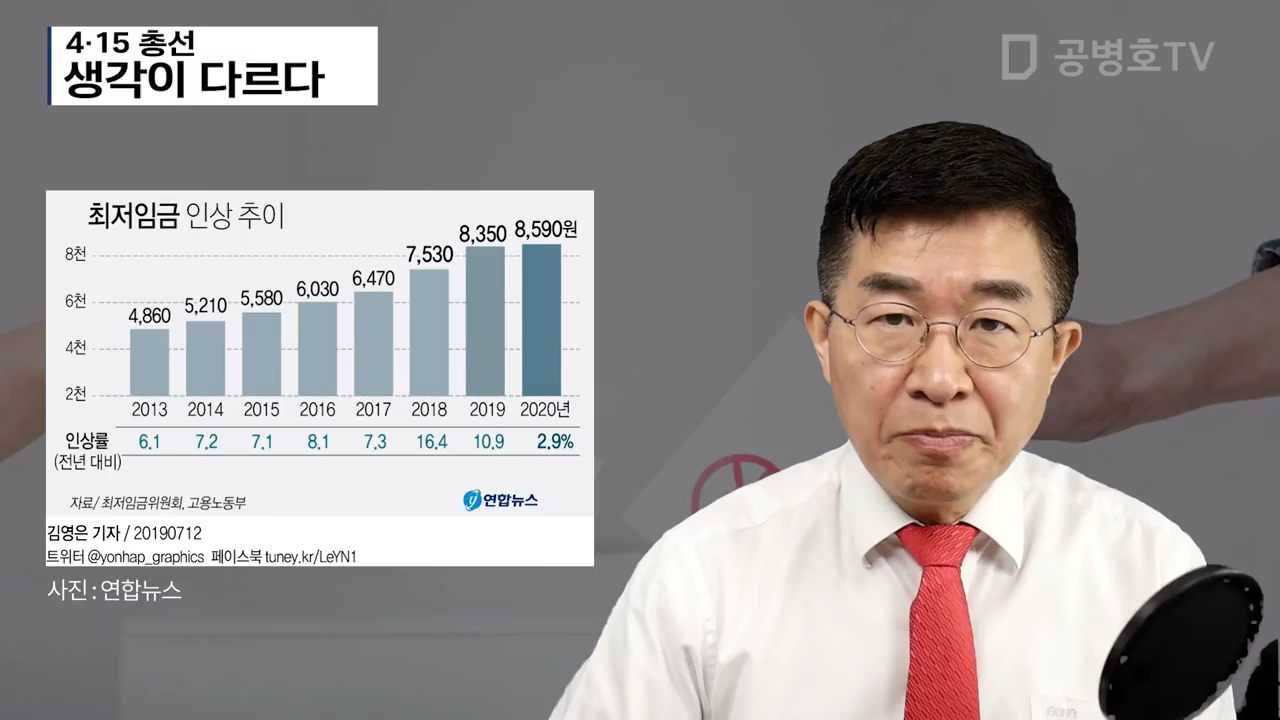 4·15 총선
생각이 다르다
공병호TV
최저임금 인상 추이
8천
6천
4천
2천
4,860
5,210
5,580
6,030
6,470
7,530
8,350
8,590원
2013 2014 2015 2016 2017 2018 2019 2020년
인상률 6.1 7.2 7.1 8.1 7.3 16.4 10.9 2.9%
(전년 대비)
자료/ 최저임금위원회, 고용노동부
연합뉴스
김영은 기자 / 20190712
트위터 @yonhap_graphics 페이스북 tuney.kr/LeYN1
사진 : 연합뉴스